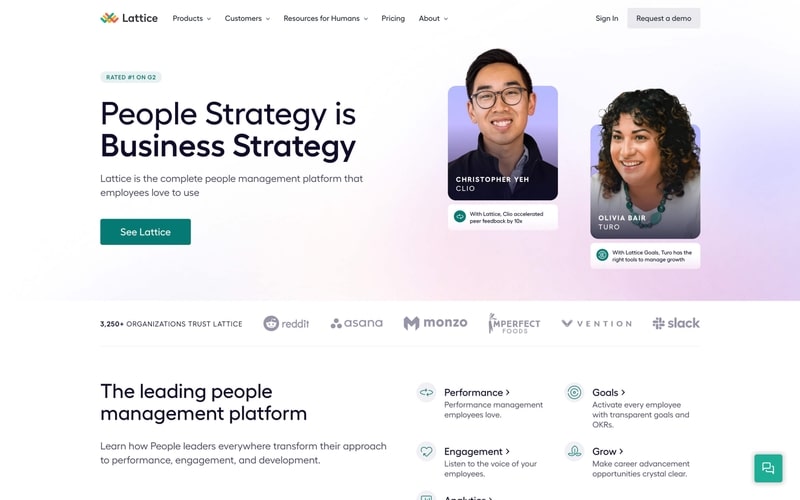 Lattice
Products
Customers
Resources for Humans
Pricing
About
Sign In
Request a demo
RATED #1 ON G2
People Strategy is
Business Strategy
Lattice is the complete people management platform that
employees love to use
See Lattice
CHRISTOPHER YEH
CLIO
With Lattice, Clio accelerated
peer feedback by 10x
OLIVIA BAIR
TURO
With Lattice Goals, Turo has the
right tools to manage growth
3,250+ ORGANIZATIONS TRUST LATTICE
reddit
asana
monzo
IMPERFECT
FOODS
VENTION
slack
The leading people
management platform
Learn how People leaders everywhere transform their approach
to performance, engagement, and development.
Performance
Performance management
employees love.
Goals
Activate every employee
with transparent goals and
OKRs.
Engagement
Listen to the voice of your
employees.
Grow
Make career advancement
opportunities crystal clear.
Analytics